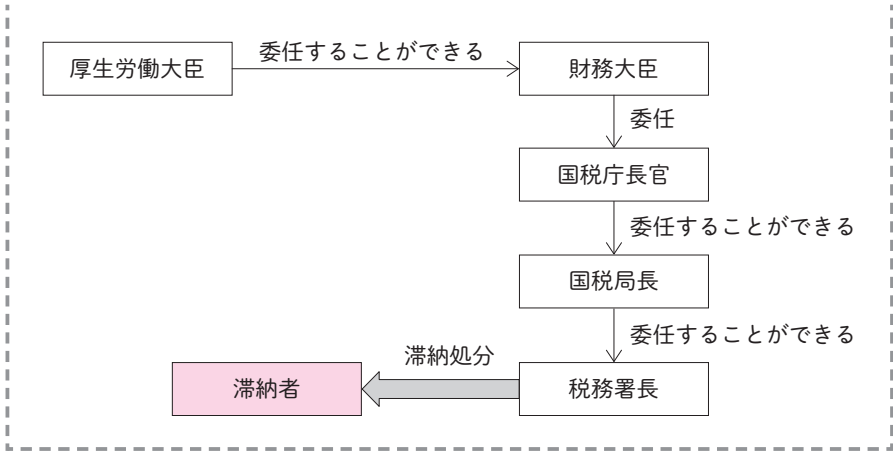 委任することができる
厚生労働大臣
財務大臣
委任
国税庁長官
委任することができる
国税局長
委任することができる
滞納処分
滞納者
税務署長